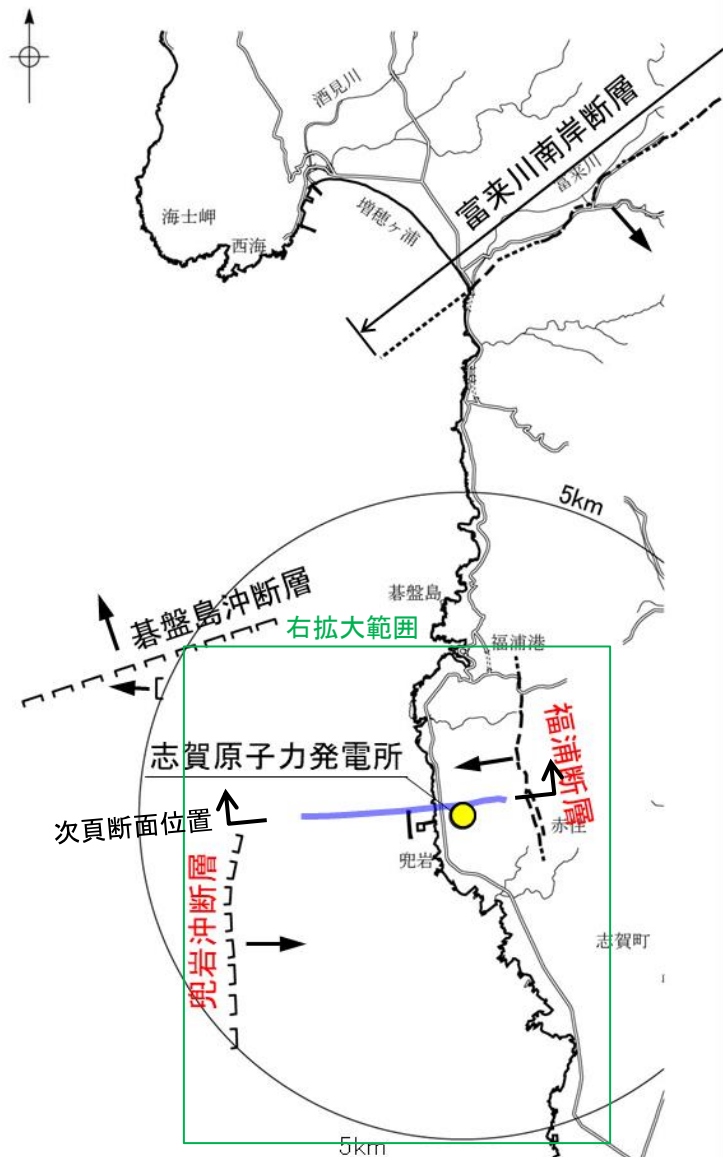 酒見川
富来川南岸断層
富来川
増穂ヶ浦
海士岬
西海
5km
碁盤島
碁盤島沖断層
右拡大範囲
福浦港
福浦断層
志賀原子力発電所
次頁断面位置
赤住
兜岩
兜岩沖断層
志賀町
5km